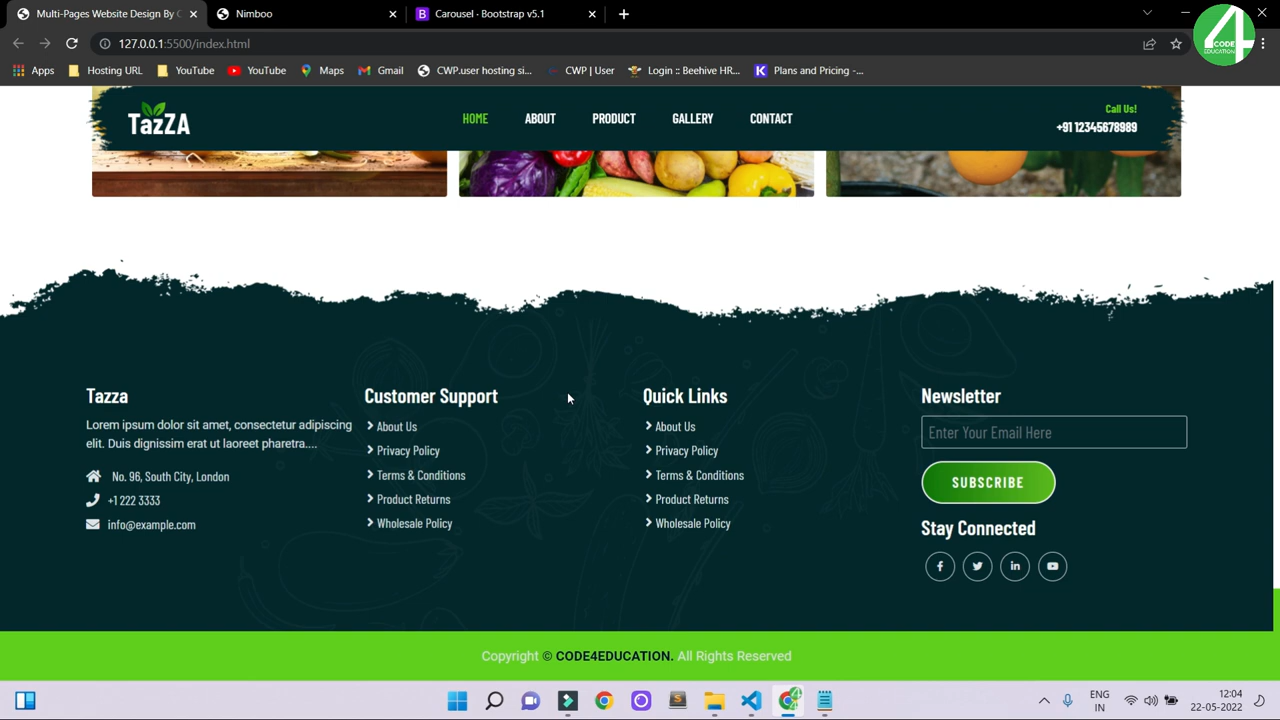 Multi-Pages Website Design By C
Nimboo
Carousel · Bootstrap v5.1
127.0.0.1:5500/index.html
4
CODE
EDUCATION
Apps
Hosting URL
YouTube
YouTube
Maps
Gmail
CWP.user hosting si...
CWP | User
Login :: Beehive HR...
Plans and Pricing -...
TazZA
HOME
ABOUT
PRODUCT
GALLERY
CONTACT
Call Us!
+91 12345678989
Tazza
Lorem ipsum dolor sit amet, consectetur adipiscing
elit. Duis dignissim erat ut laoreet pharetra....
No. 96, South City, London
+1 222 3333
info@example.com
Customer Support
About Us
Privacy Policy
Terms & Conditions
Product Returns
Wholesale Policy
Quick Links
About Us
Privacy Policy
Terms & Conditions
Product Returns
Wholesale Policy
Newsletter
Enter Your Email Here
SUBSCRIBE
Stay Connected
Copyright © CODE4EDUCATION. All Rights Reserved
ENG
IN
12:04
22-05-2022